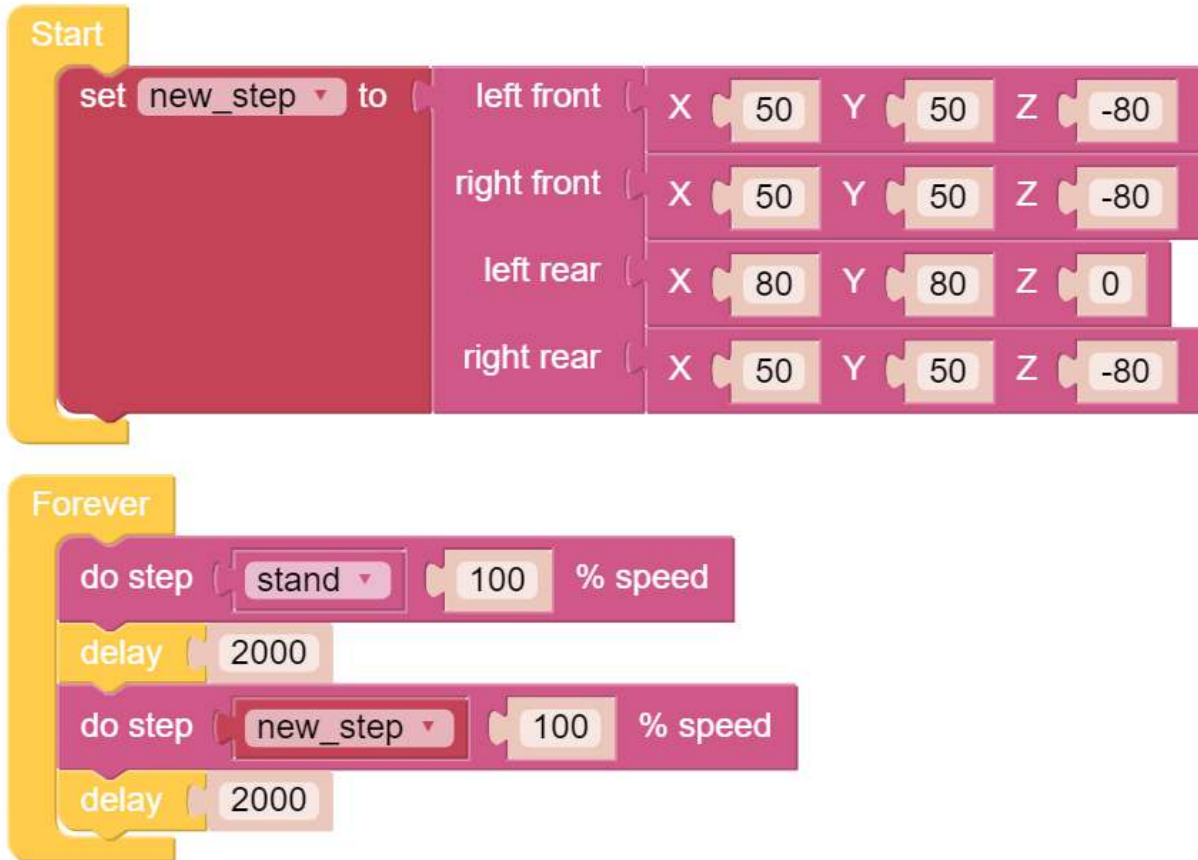 Start
set new_step to left front X 50 Y 50 Z -80
right front X 50 Y 50 Z -80
left rear X 80 Y 80 Z 0
right rear X 50 Y 50 Z -80
Forever
do step stand 100 % speed
delay 2000
do step new_step 100 % speed
delay 2000